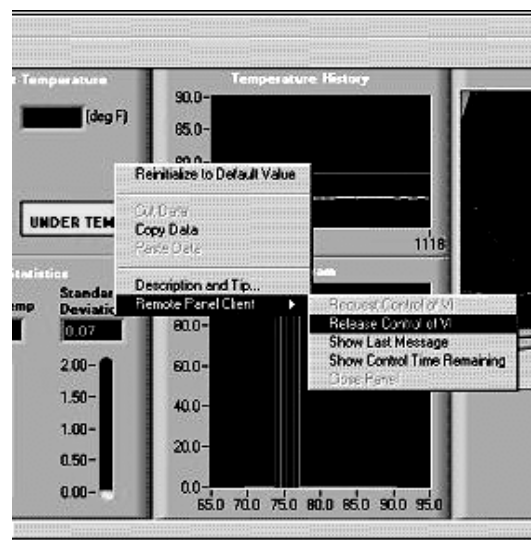 Temperature
Temperature History
(deg F)
90.0
85.0
Reinitialize to Default Value
Cut Data
Copy Data
Paste Data
Description and Tip...
Remote Panel Client
Request Control of VI
Release Control of VI
Show Last Message
Show Control Time Remaining
Close Panel
UNDER TEM
1118
Statistics
Standar
Deviatio
0.07
2.00
1.50
1.00
0.50
0.00
80.0
60.0
40.0
20.0
0.0
65.0 70.0 75.0 80.0 85.0 90.0 95.0